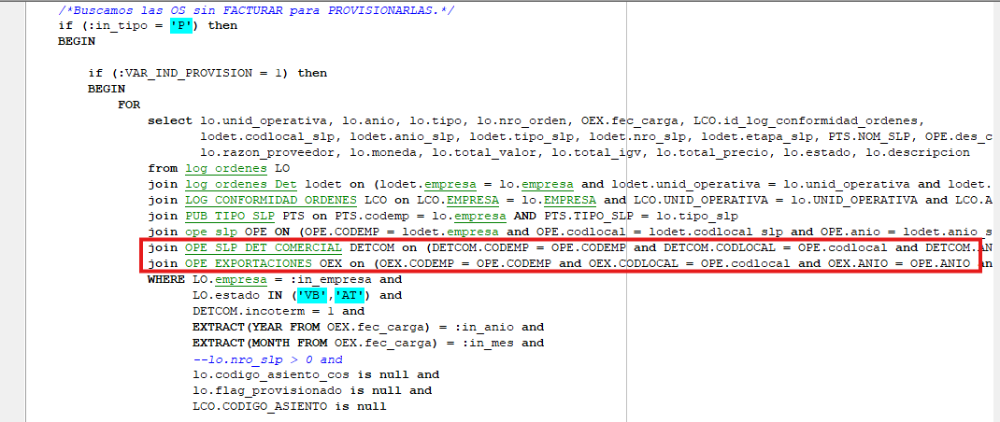 /*Buscamos las OS sin FACTURAR para PROVISIONARLAS.*/
if (:in_tipo = 'P') then
BEGIN
if (:VAR_IND_PROVISION = 1) then
BEGIN
FOR
select lo.unid_operativa, lo.anio, lo.tipo, lo.nro_orden, OEX.fec_carga, LCO.id_log_conformidad_ordenes,
lodet.codlocal_slp, lodet.anio_slp, lodet.tipo_slp, lodet.nro_slp, lodet.etapa_slp, PTS.NOM_SLP, OPE.des_c
lo.razon_proveedor, lo.moneda, lo.total_valor, lo.total_igv, lo.total_precio, lo.estado, lo.descripcion
from log_ordenes LO
join log_ordenes_Det lodet on (lodet.empresa = lo.empresa and lodet.unid_operativa = lo.unid_operativa and lodet.
join LOG_CONFORMIDAD_ORDENES LCO on LCO.EMPRESA = lo.EMPRESA and LCO.UNID_OPERATIVA = lo.UNID_OPERATIVA and LCO.A
join PUB_TIPO_SLP PTS on PTS.codemp = lo.empresa AND PTS.TIPO_SLP = lo.tipo_slp
join ope_slp OPE ON (OPE.CODEMP = lodet.empresa and OPE.codlocal = lodet.codlocal_slp and OPE.anio = lodet.anio_s
join OPE_SLP_DET_COMERCIAL DETCOM on (DETCOM.CODEMP = OPE.CODEMP and DETCOM.CODLOCAL = OPE.codlocal and DETCOM.AN
join OPE_EXPORTACIONES OEX on (OEX.CODEMP = OPE.CODEMP and OEX.CODLOCAL = OPE.codlocal and OEX.ANIO = OPE.ANIO an
WHERE LO.empresa = :in_empresa and
LO.estado IN ('VB','AT') and
DETCOM.incoterm = 1 and
EXTRACT(YEAR FROM OEX.fec_carga) = :in_anio and
EXTRACT(MONTH FROM OEX.fec_carga) = :in_mes and
--lo.nro_slp > 0 and
lo.codigo_asiento_cos is null and
lo.flag_provisionado is null and
LCO.CODIGO_ASIENTO is null